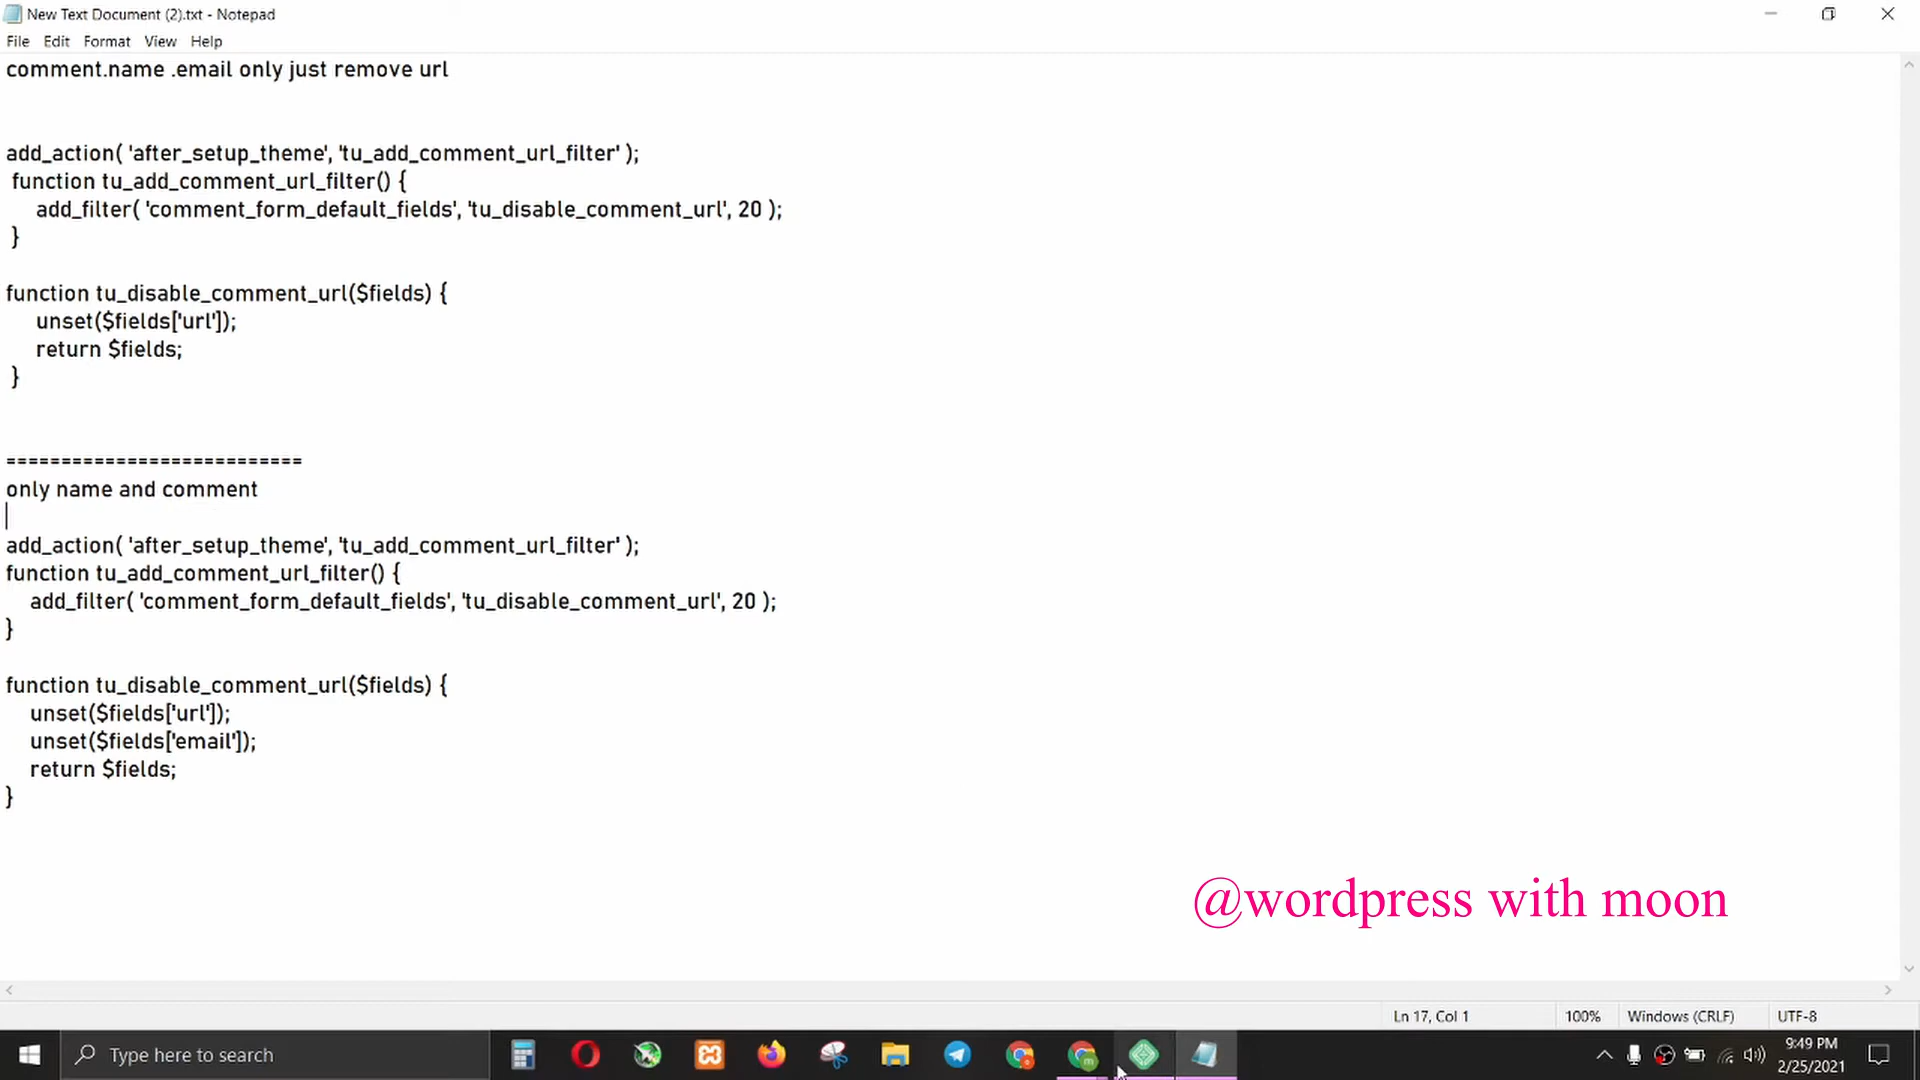 New Text Document (2).txt - Notepad
File Edit Format View Help
comment.name .email only just remove url
add_action( 'after_setup_theme', 'tu_add_comment_url_filter' );
function tu_add_comment_url_filter() {
add_filter( 'comment_form_default_fields', 'tu_disable_comment_url', 20 );
}
function tu_disable_comment_url($fields) {
unset($fields['url']);
return $fields;
}
===========================
only name and comment
add_action( 'after_setup_theme', 'tu_add_comment_url_filter' );
function tu_add_comment_url_filter() {
add_filter( 'comment_form_default_fields', 'tu_disable_comment_url', 20 );
}
function tu_disable_comment_url($fields) {
unset($fields['url']);
unset($fields['email']);
return $fields;
}
@wordpress with moon
Ln 17, Col 1 100% Windows (CRLF) UTF-8
Type here to search
9:49 PM
2/25/2021